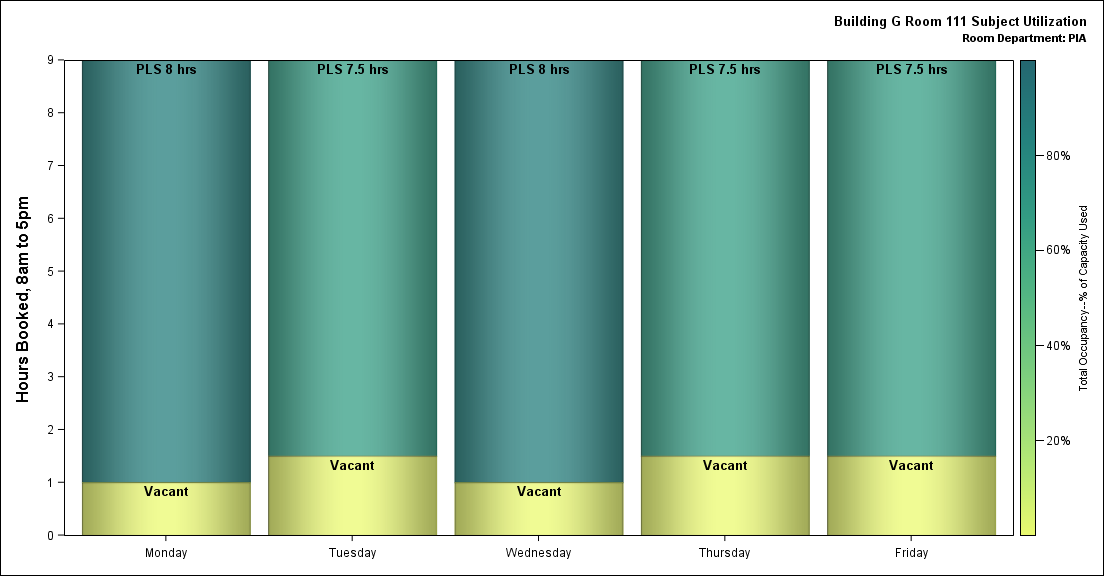 Building G Room 111 Subject Utilization
Room Department: PIA
Hours Booked, 8am to 5pm
9
8
7
6
5
4
3
2
1
0
PLS 8 hrs
PLS 7.5 hrs
PLS 8 hrs
PLS 7.5 hrs
PLS 7.5 hrs
Vacant
Vacant
Vacant
Vacant
Vacant
Monday
Tuesday
Wednesday
Thursday
Friday
80%
60%
40%
20%
Total Occupancy--% of Capacity Used